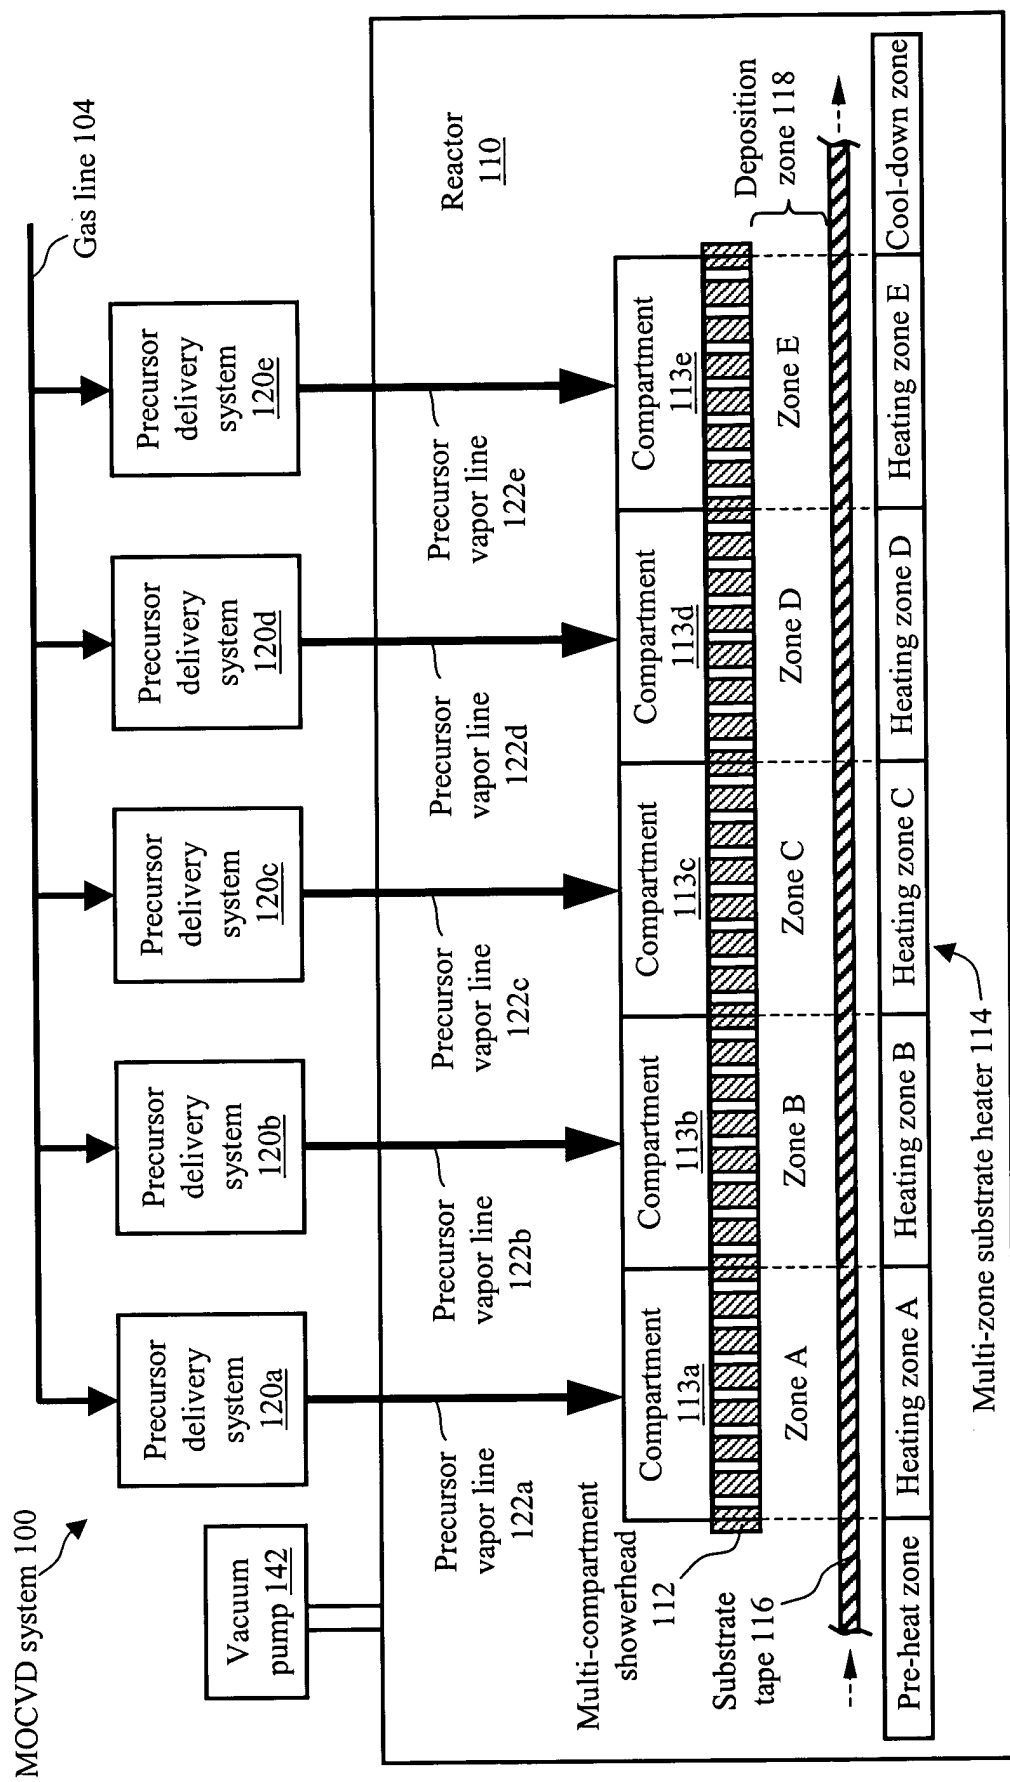 MOCVD system 100
Gas line 104
Vacuum
pump 142
Precursor
delivery
system
120a
Precursor
delivery
system
120b
Precursor
delivery
system
120c
Precursor
delivery
system
120d
Precursor
delivery
system
120e
Precursor
vapor line
122a
Precursor
vapor line
122b
Precursor
vapor line
122c
Precursor
vapor line
122d
Precursor
vapor line
122e
Reactor
110
Multi-compartment
showerhead
112
Compartment
113a
Compartment
113b
Compartment
113c
Compartment
113d
Compartment
113e
Substrate
tape 116
Zone A
Zone B
Zone C
Zone D
Zone E
Deposition
zone 118
Pre-heat zone
Heating zone A
Heating zone B
Heating zone C
Heating zone D
Heating zone E
Cool-down zone
Multi-zone substrate heater 114